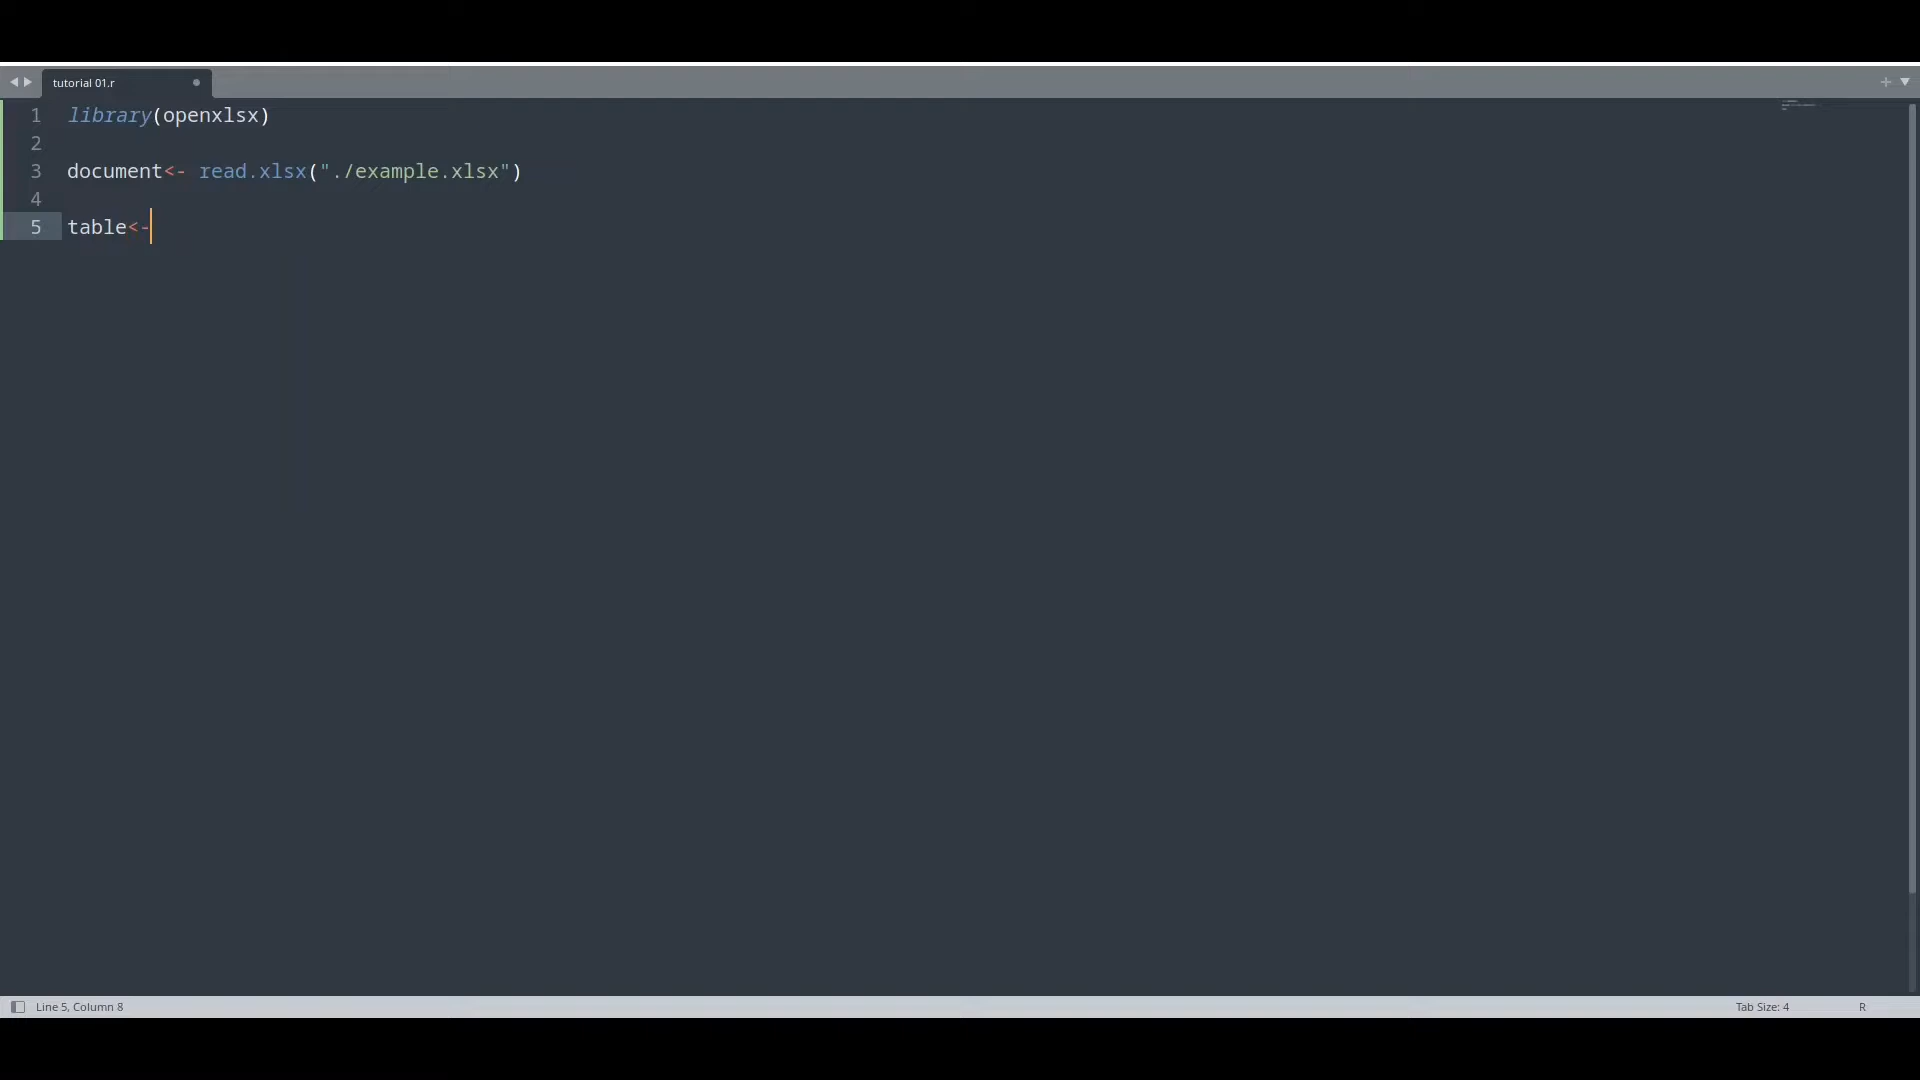 tutorial 01.r
1 library(openxlsx)
2
3 document<- read.xlsx("./example.xlsx")
4
5 table<-
Line 5, Column 8
Tab Size: 4
R